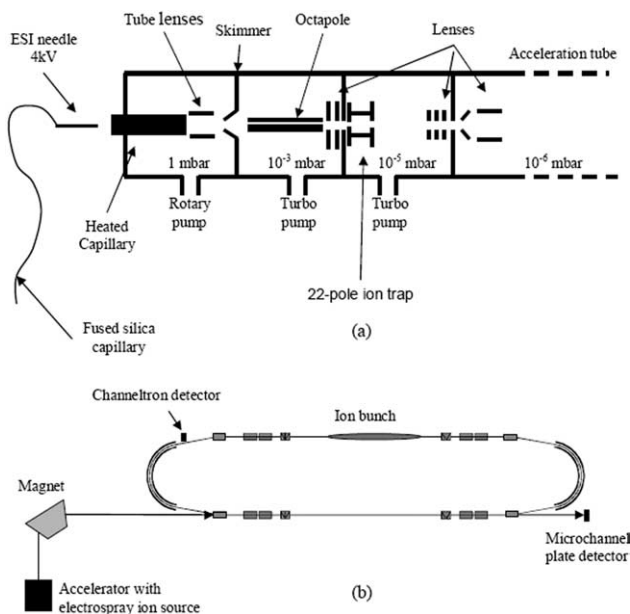 ESI needle
4kV
Tube lenses
Skimmer
Octapole
Lenses
Acceleration tube
1 mbar
10-3 mbar
10-5 mbar
10-6 mbar
Heated
Capillary
Rotary
pump
Turbo
pump
Turbo
pump
22-pole ion trap
Fused silica
capillary
(a)
Channeltron detector
Ion bunch
Magnet
Microchannel
plate detector
Accelerator with
electrospray ion source
(b)